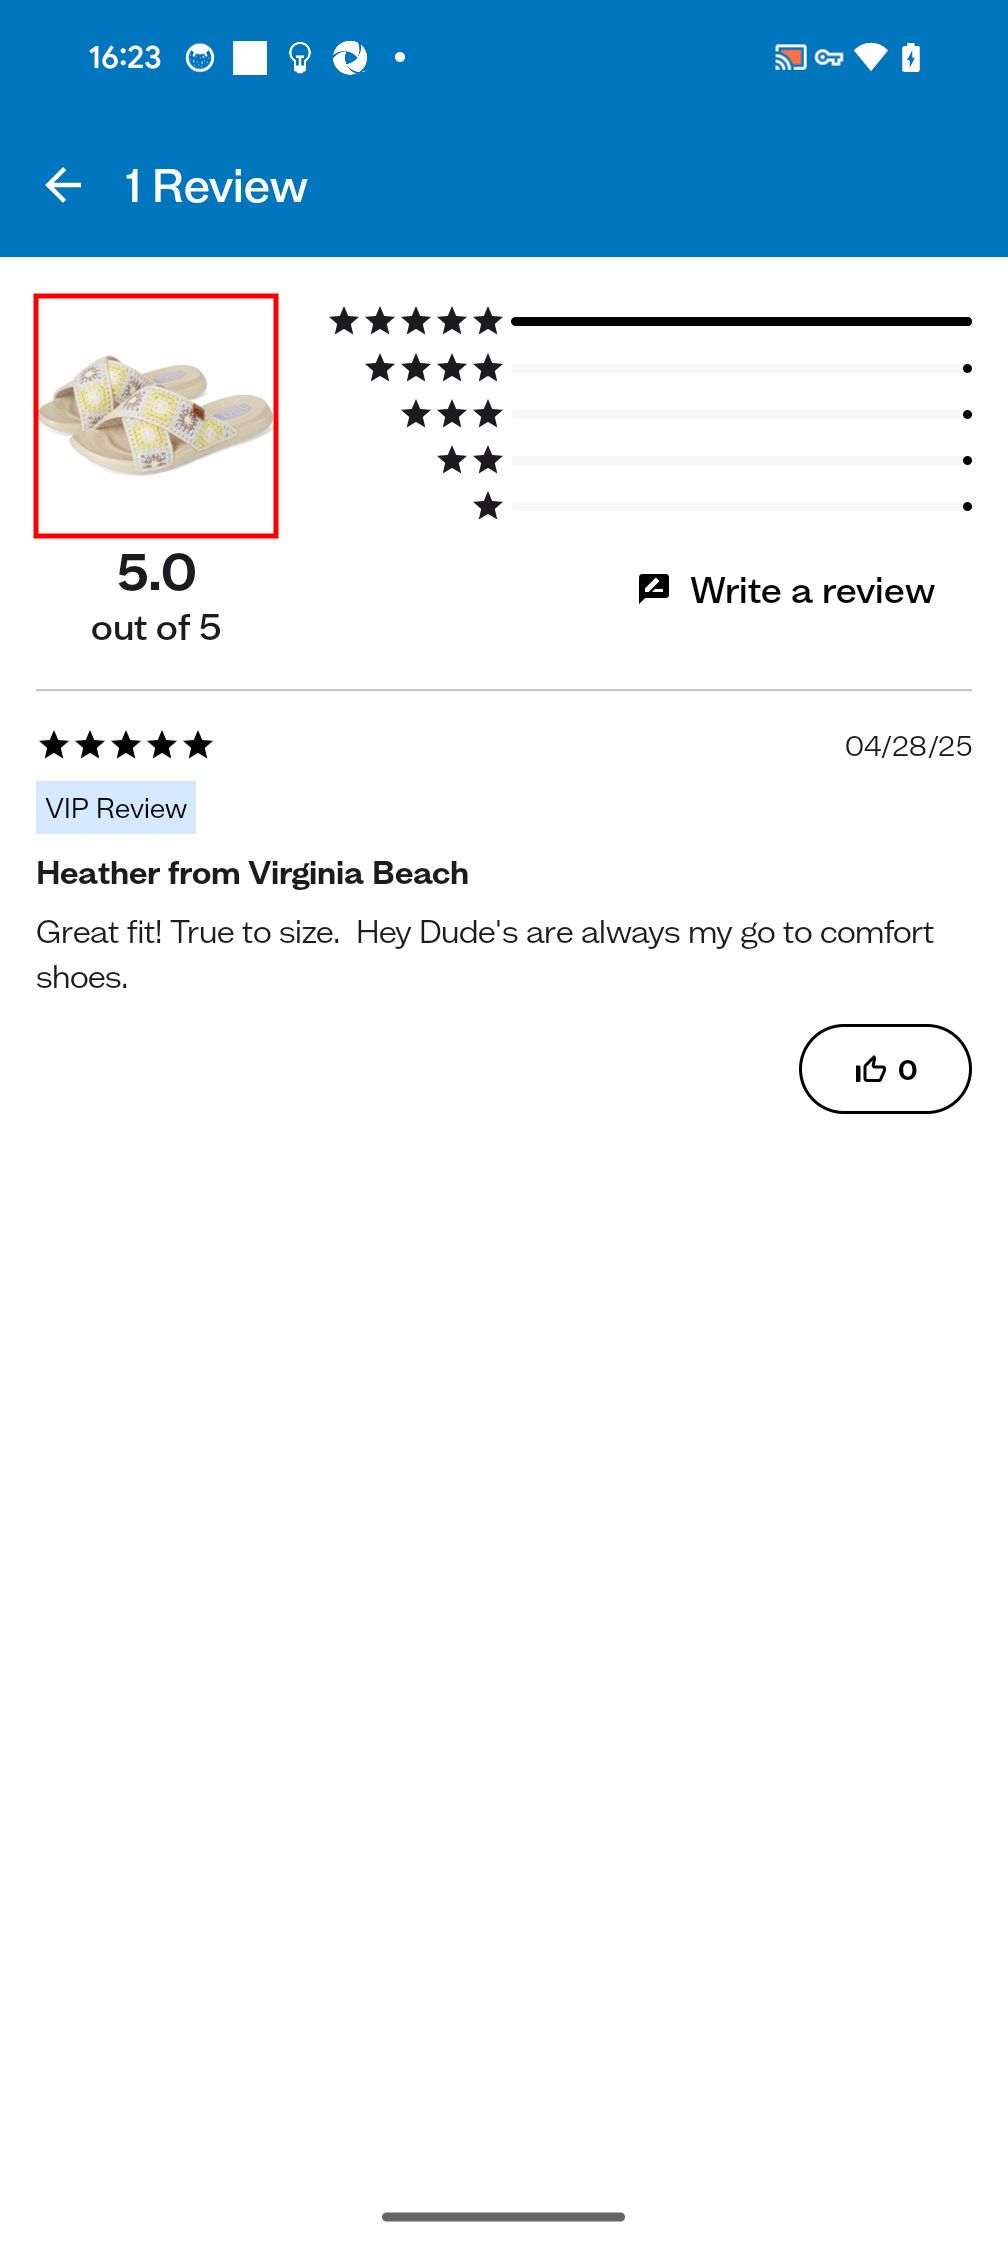 16:23
1 Review
5.0
out of 5
Write a review
04/28/25
VIP Review
Heather from Virginia Beach
Great fit! True to size.  Hey Dude's are always my go to comfort
shoes.
0